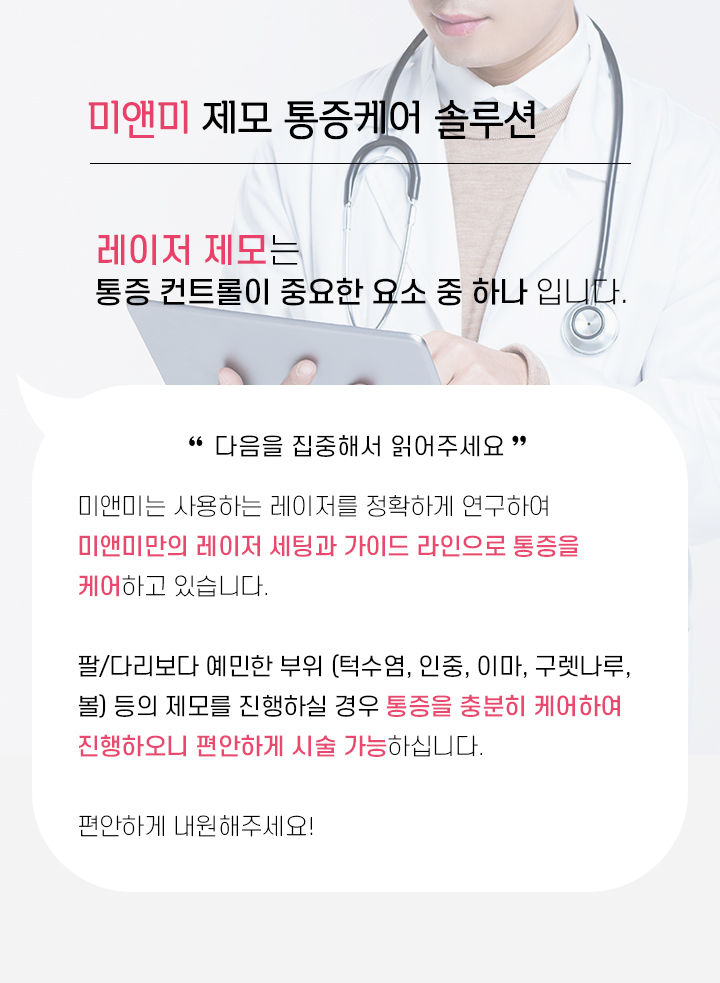 미앤미 제모 통증케어 솔루션
레이저 제모는
통증 컨트롤이 중요한 요소 중 하나 입니다.
“ 다음을 집중해서 읽어주세요 ”
미앤미는 사용하는 레이저를 정확하게 연구하여
미앤미만의 레이저 세팅과 가이드 라인으로 통증을
케어하고 있습니다.
팔/다리보다 예민한 부위 (턱수염, 인중, 이마, 구렛나루,
볼) 등의 제모를 진행하실 경우 통증을 충분히 케어하여
진행하오니 편안하게 시술 가능하십니다.
편안하게 내원해주세요!